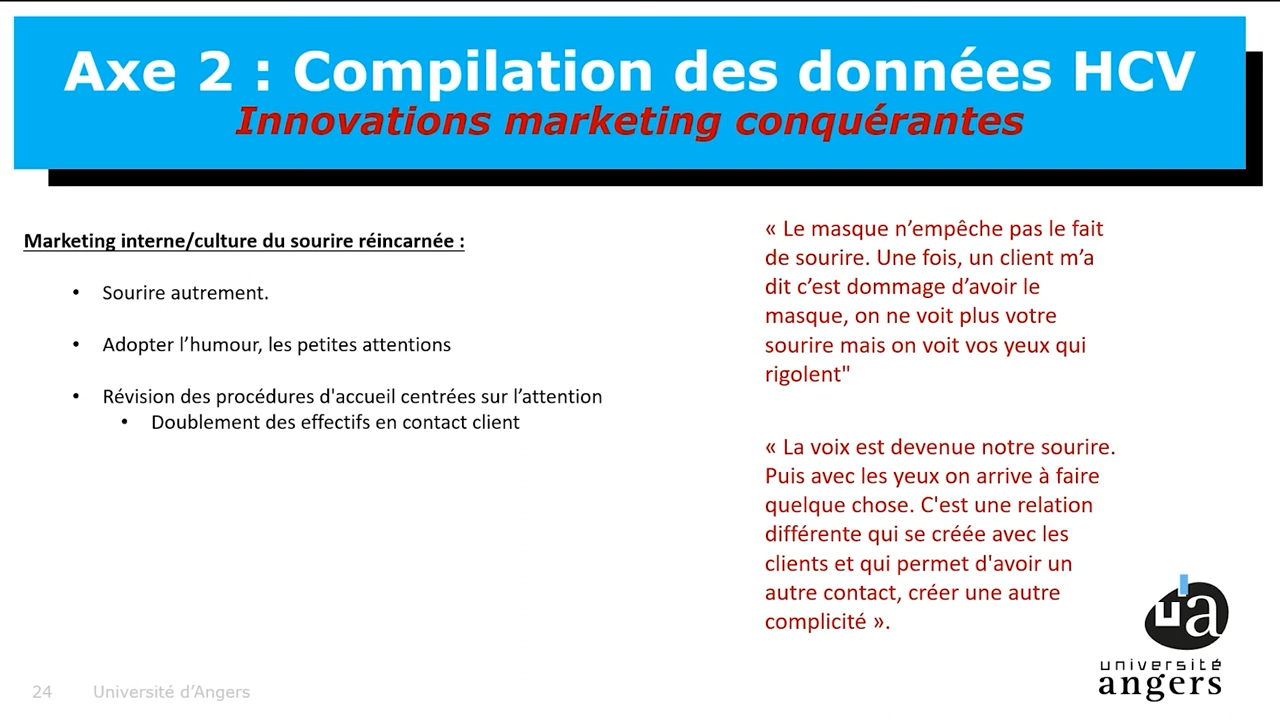 Axe 2 : Compilation des données HCV
Innovations marketing conquérantes
Marketing interne/culture du sourire réincarnée :
• Sourire autrement.
• Adopter l’humour, les petites attentions
• Révision des procédures d'accueil centrées sur l’attention
• Doublement des effectifs en contact client
« Le masque n’empêche pas le fait
de sourire. Une fois, un client m’a
dit c’est dommage d’avoir le
masque, on ne voit plus votre
sourire mais on voit vos yeux qui
rigolent"
« La voix est devenue notre sourire.
Puis avec les yeux on arrive à faire
quelque chose. C'est une relation
différente qui se créée avec les
clients et qui permet d'avoir un
autre contact, créer une autre
complicité ».
ua
université
angers
24 Université d’Angers